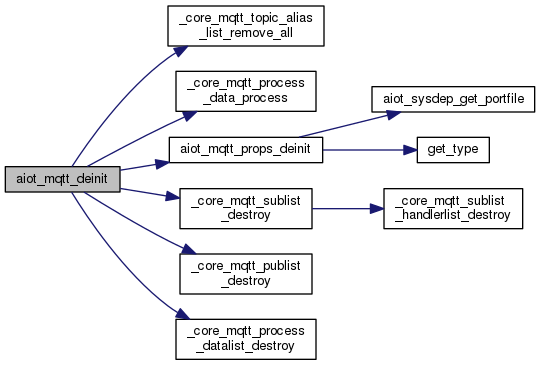 _core_mqtt_topic_alias
_list_remove_all
_core_mqtt_process
_data_process
aiot_mqtt_props_deinit
aiot_sysdep_get_portfile
get_type
aiot_mqtt_deinit
_core_mqtt_sublist
_destroy
_core_mqtt_sublist
_handlerlist_destroy
_core_mqtt_publist
_destroy
_core_mqtt_process
_datalist_destroy